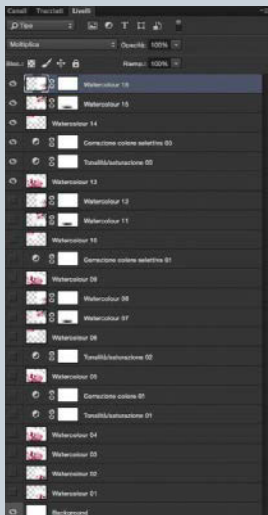 Canali Tracciati Livelli
Tipo
Moltiplica Opacità: 100%
Bloc.: Riemp.: 100%
Watercolour 16
Watercolour 15
Watercolour 14
Correzione colore selettiva 03
Tonalità/saturazione 03
Watercolour 13
Watercolour 12
Watercolour 11
Watercolour 10
Correzione colore selettiva 01
Watercolour 09
Watercolour 08
Watercolour 07
Watercolour 06
Tonalità/saturazione 02
Watercolour 05
Correzione colore 01
Tonalità/saturazione 01
Watercolour 04
Watercolour 03
Watercolour 02
Watercolour 01
Background